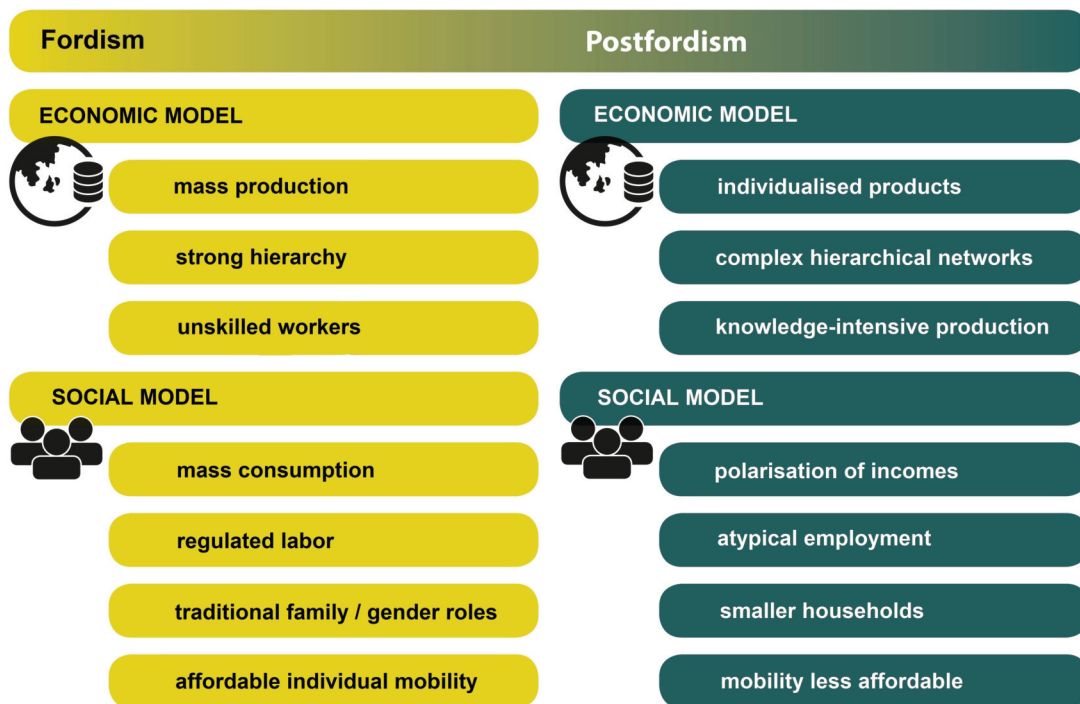 Fordism
Postfordism
ECONOMIC MODEL
mass production
strong hierarchy
unskilled workers
SOCIAL MODEL
mass consumption
regulated labor
traditional family / gender roles
affordable individual mobility
ECONOMIC MODEL
individualised products
complex hierarchical networks
knowledge-intensive production
SOCIAL MODEL
polarisation of incomes
atypical employment
smaller households
mobility less affordable